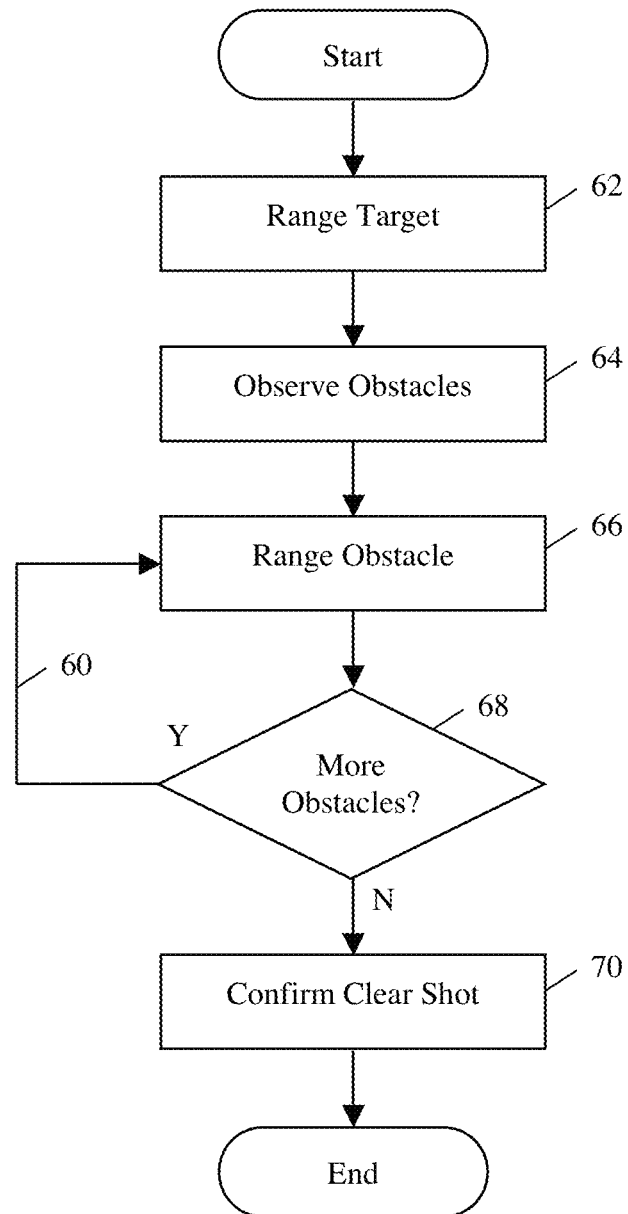 Start
62
Range Target
64
Observe Obstacles
66
Range Obstacle
60
68
Y
More
Obstacles?
N
70
Confirm Clear Shot
End